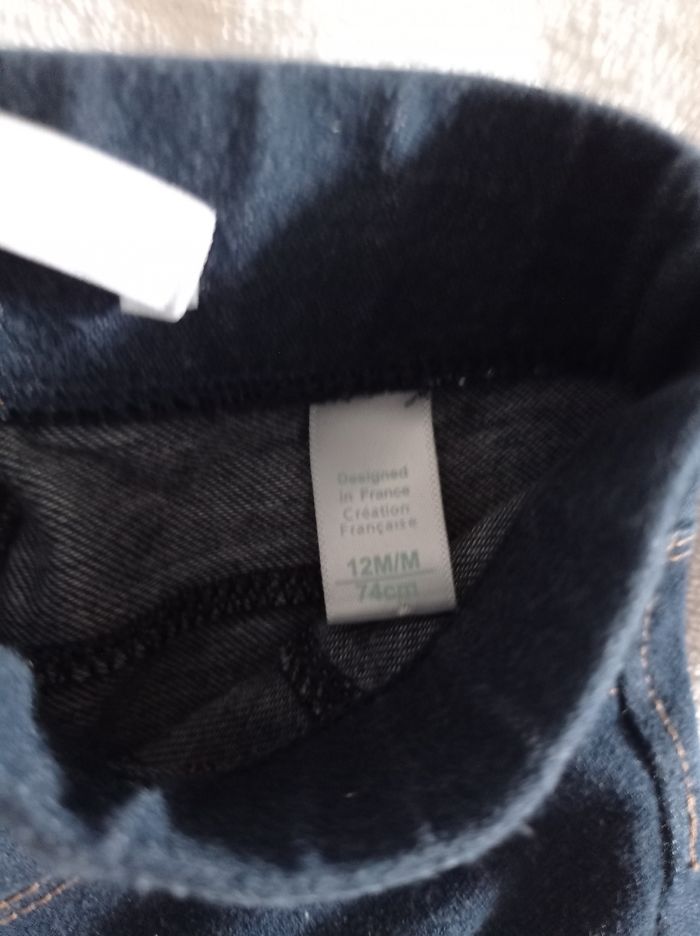 Designed
in France
Création
Française
12M/M
74cm